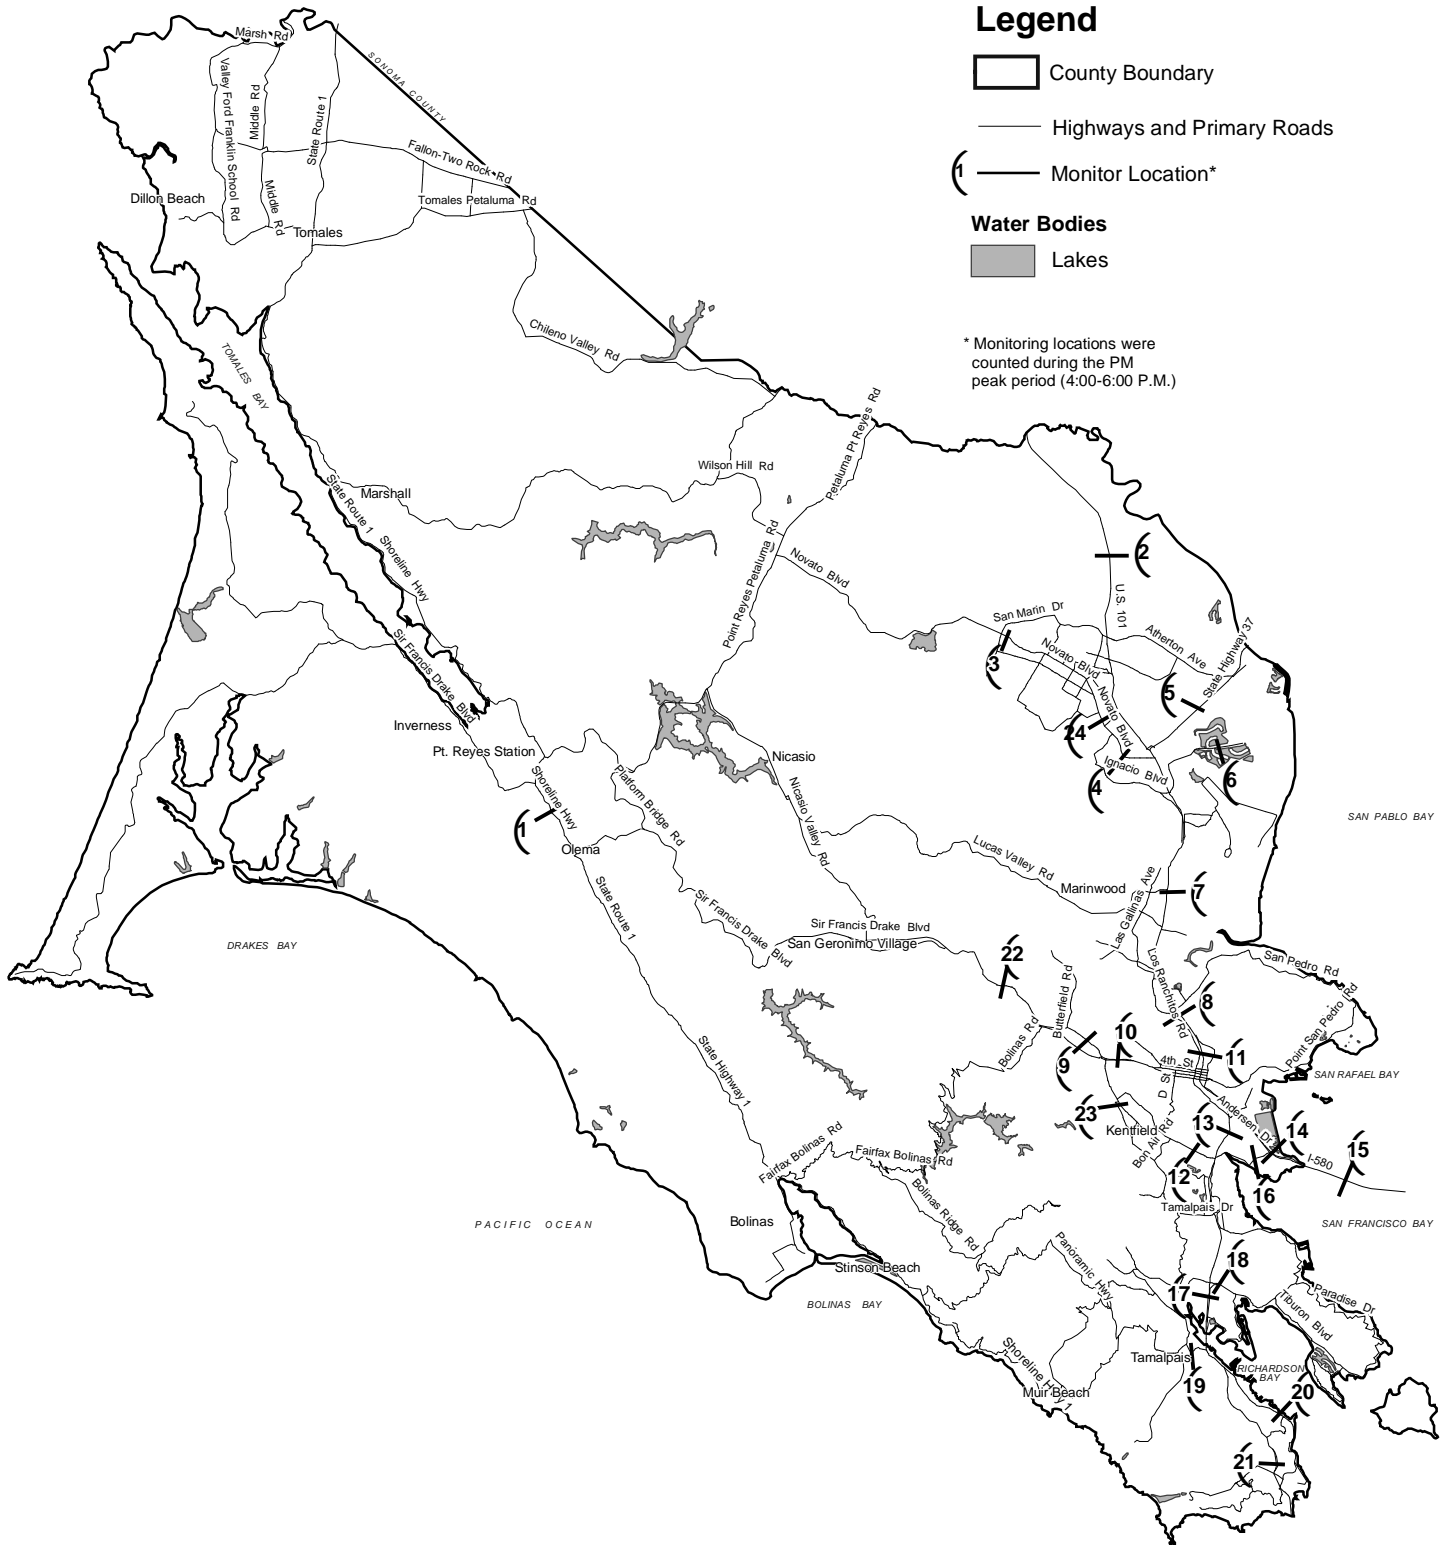 Legend
County Boundary
Highways and Primary Roads
1
Monitor Location*
Water Bodies
Lakes
* Monitoring locations were
counted during the PM
peak period (4:00-6:00 P.M.)
Marsh Rd
SONOMA COUNTY
Valley Ford Franklin School Rd
Middle Rd
State Route 1
Fallon-Two Rock Rd
Dillon Beach
Middle Rd
Tomales Petaluma Rd
Tomales
Chileno Valley Rd
TOMALES BAY
Petaluma Pt Reyes Rd
Wilson Hill Rd
Marshall
State Route 1
Shoreline Hwy
Point Reyes Petaluma Rd
Novato Blvd
2
U.S. 101
San Marin Dr
Atherton Ave
State Highway 37
3
Novato Blvd
5
Sir Francis Drake Blvd
Novato Blvd
24
Inverness
Pt. Reyes Station
Nicasio
Ignacio Blvd
4
6
Shoreline Hwy
Platform Bridge Rd
Nicasio Valley Rd
SAN PABLO BAY
1
Olema
Lucas Valley Rd
Marinwood
7
Las Gallinas Ave
State Route 1
Sir Francis Drake Blvd
Sir Francis Drake Blvd
San Geronimo Village
DRAKES BAY
22
Los Ranchitos Rd
San Pedro Rd
Butterfield Rd
8
Bolinas Rd
10
Point San Pedro Rd
State Highway 1
9
4th St
11
SAN RAFAEL BAY
D St
23
Andersen Dr
Kentfield
13
14
Bon Air Rd
Fairfax Bolinas Rd
Fairfax Bolinas Rd
15
I-580
12
16
Bolinas Ridge Rd
Tamalpais Dr
Bolinas
PACIFIC OCEAN
SAN FRANCISCO BAY
Panoramic Hwy
Stinson Beach
18
BOLINAS BAY
17
Paradise Dr
Tiburon Blvd
Shoreline Hwy 1
Tamalpais
RICHARDSON
BAY
Muir Beach
19
20
21